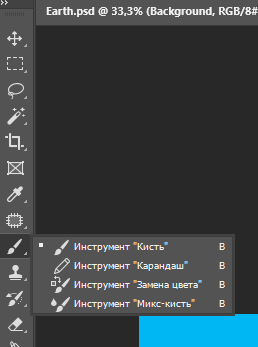 Earth.psd @ 33,3% (Background, RGB/8#
Инструмент "Кисть" B
Инструмент "Карандаш" B
Инструмент "Замена цвета" B
Инструмент "Микс-кисть" B